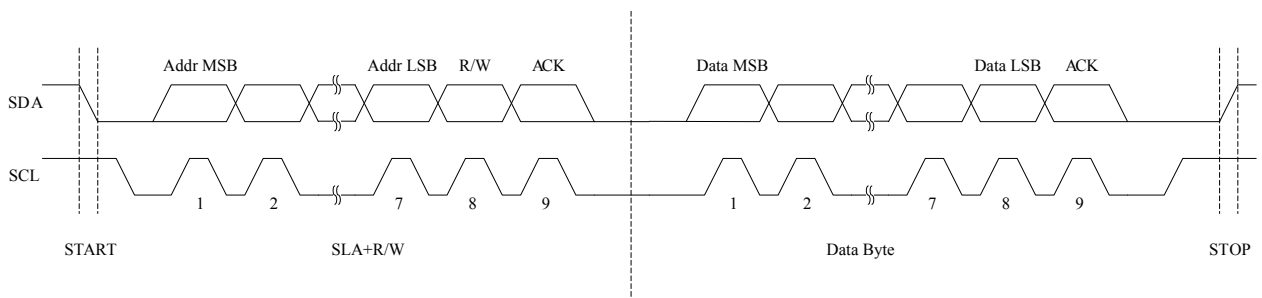 Addr MSB Addr LSB R/W ACK Data MSB Data LSB ACK
SDA
SCL
1 2 7 8 9 1 2 7 8 9
START SLA+R/W Data Byte STOP